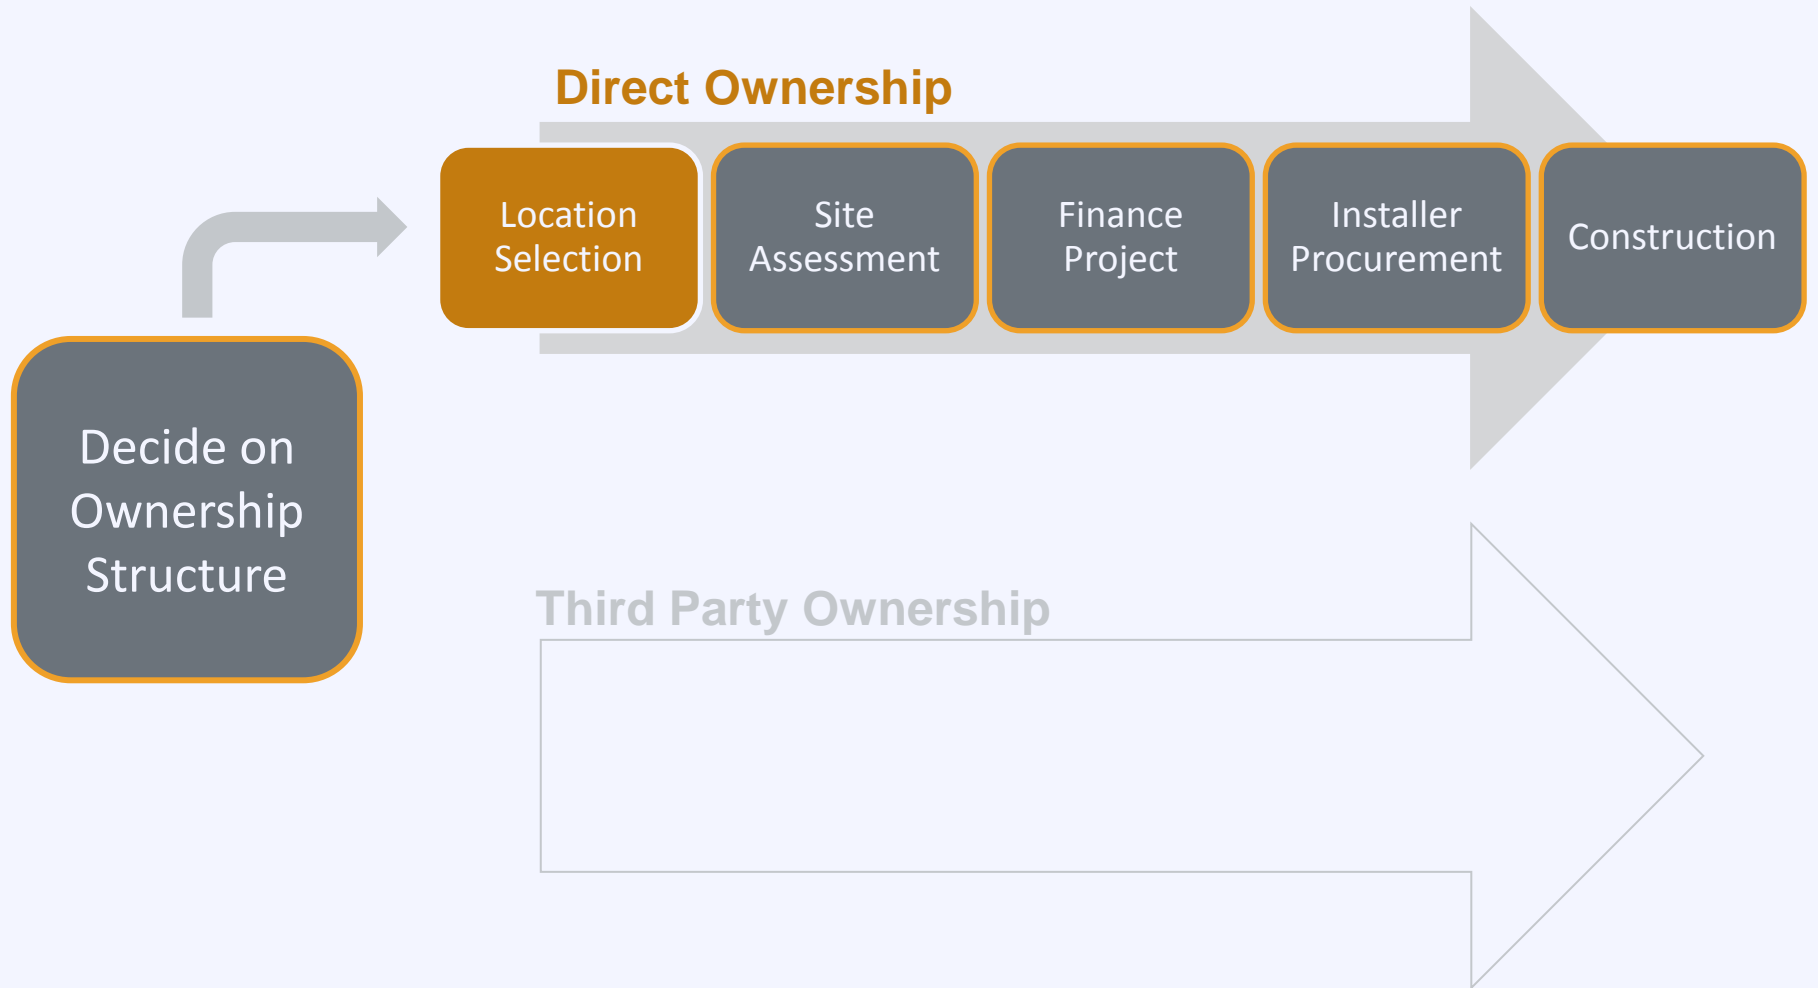 Direct Ownership
Location
Selection
Site
Assessment
Finance
Project
Installer
Procurement
Construction
Decide on
Ownership
Structure
Third Party Ownership